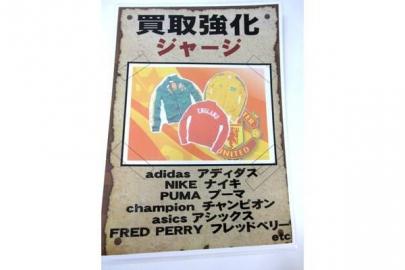 買取強化
ジャージ
ENGLAND
UNITED
adidas アディダス
NIKE ナイキ
PUMA プーマ
champion チャンピオン
asics アシックス
FRED PERRY フレッドペリー
etc